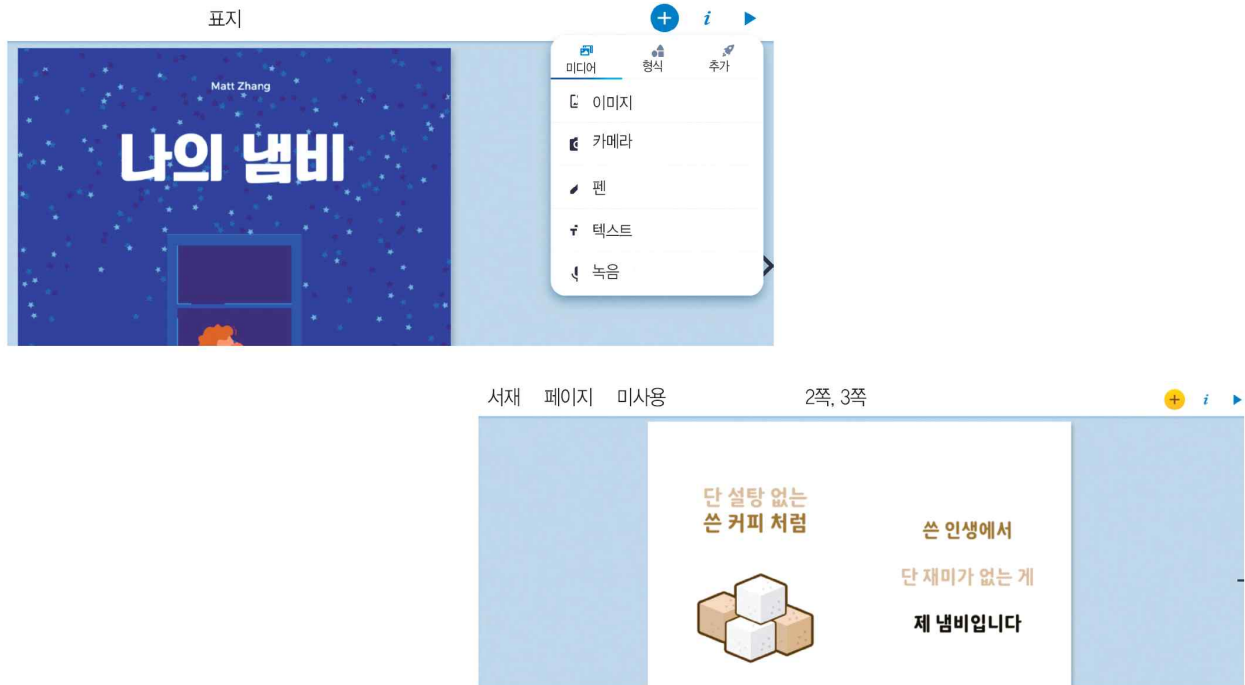 표지
미디어 형식 추가
이미지
카메라
펜
텍스트
녹음
Matt Zhang
나의 냄비
서재 페이지 미사용 2쪽, 3쪽
단 설탕 없는
쓴 커피 처럼
쓴 인생에서
단 재미가 없는 게
제 냄비입니다